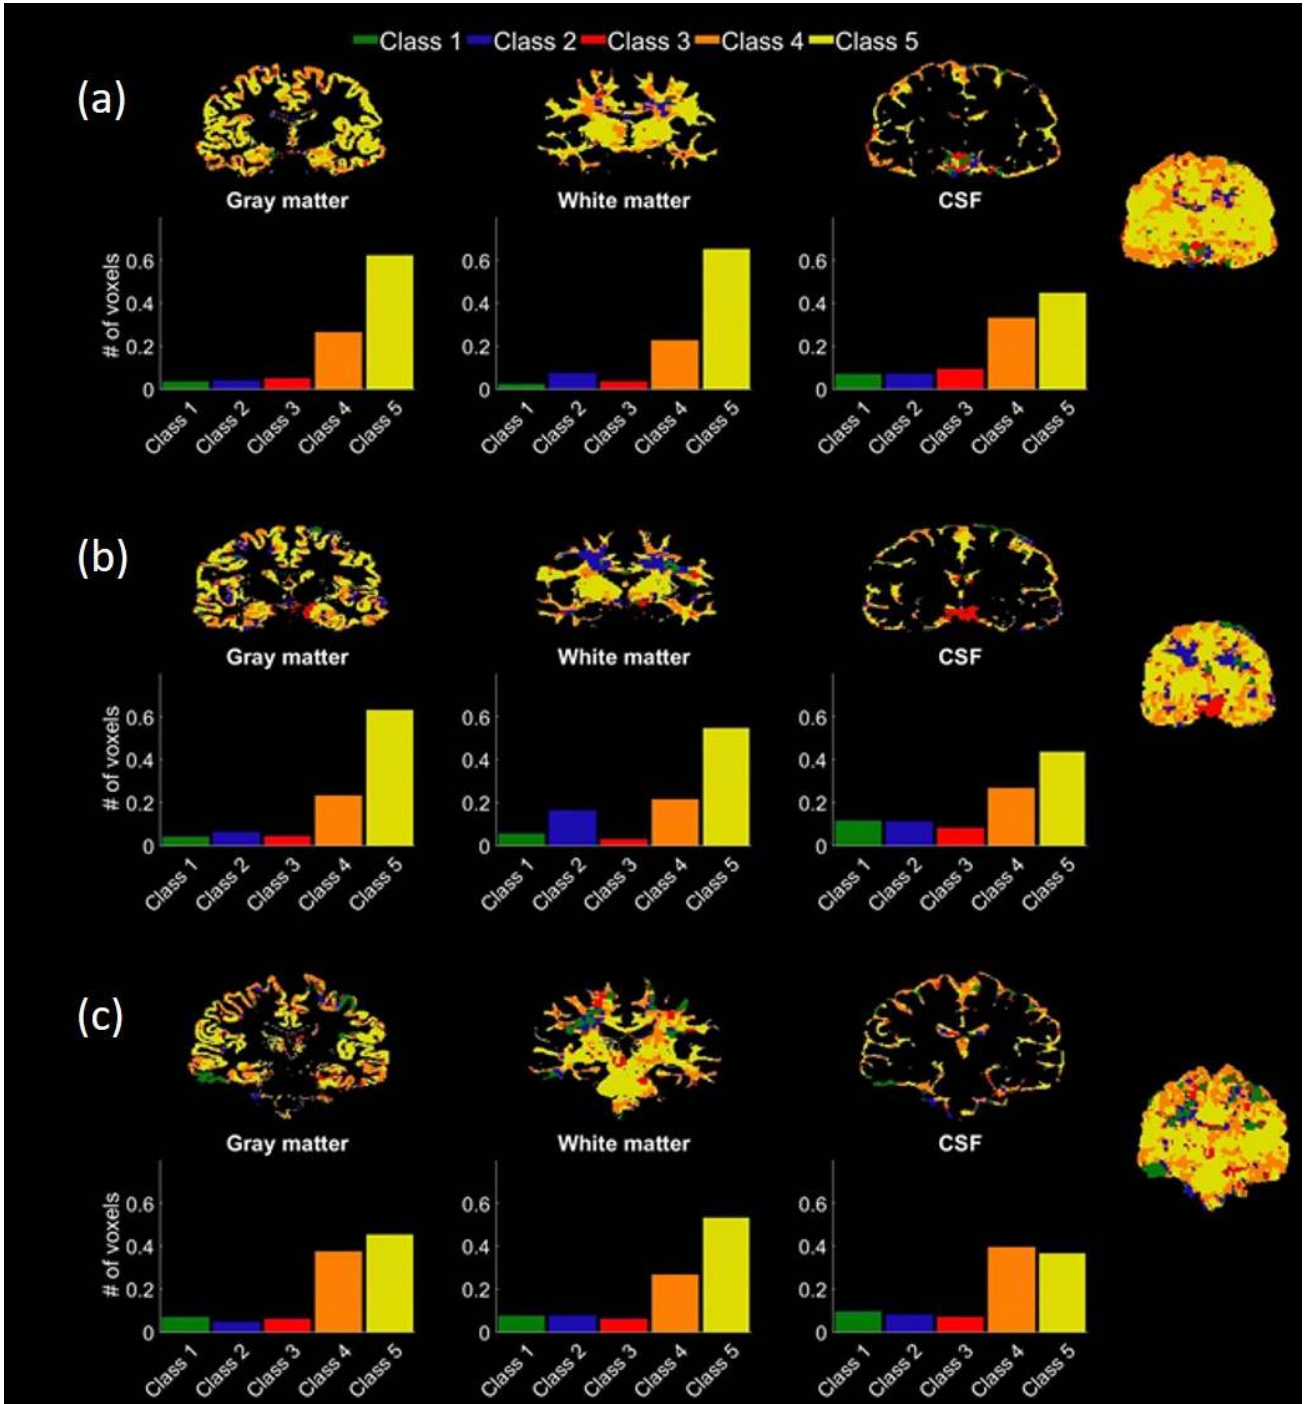 Class 1 Class 2 Class 3 Class 4 Class 5
(a)
Gray matter White matter CSF
# of voxels
0.6 0.6 0.6
0.4 0.4 0.4
0.2 0.2 0.2
0 0 0
Class 1 Class 2 Class 3 Class 4 Class 5 Class 1 Class 2 Class 3 Class 4 Class 5 Class 1 Class 2 Class 3 Class 4 Class 5
(b)
Gray matter White matter CSF
# of voxels
0.6 0.6 0.6
0.4 0.4 0.4
0.2 0.2 0.2
0 0 0
Class 1 Class 2 Class 3 Class 4 Class 5 Class 1 Class 2 Class 3 Class 4 Class 5 Class 1 Class 2 Class 3 Class 4 Class 5
(c)
Gray matter White matter CSF
# of voxels
0.6 0.6 0.6
0.4 0.4 0.4
0.2 0.2 0.2
0 0 0
Class 1 Class 2 Class 3 Class 4 Class 5 Class 1 Class 2 Class 3 Class 4 Class 5 Class 1 Class 2 Class 3 Class 4 Class 5